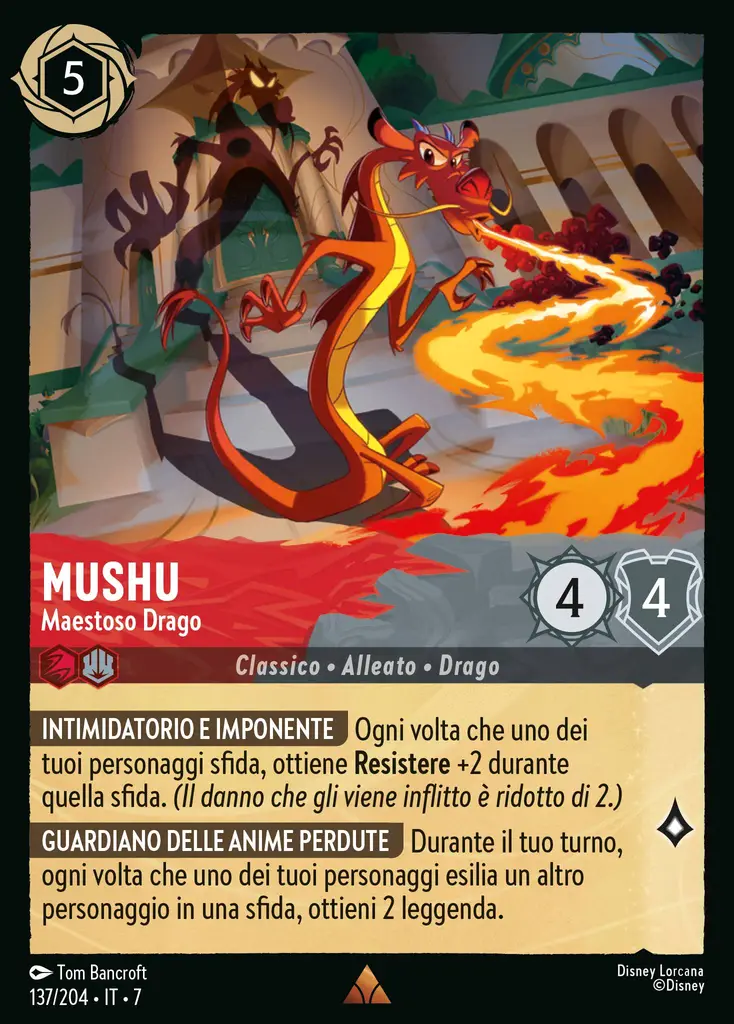 5
MUSHU
Maestoso Drago
4
4
Classico • Alleato • Drago
INTIMIDATORIO E IMPONENTE Ogni volta che uno dei
tuoi personaggi sfida, ottiene Resistere +2 durante
quella sfida. (Il danno che gli viene inflitto è ridotto di 2.)
GUARDIANO DELLE ANIME PERDUTE Durante il tuo turno,
ogni volta che uno dei tuoi personaggi esilia un altro
personaggio in una sfida, ottieni 2 leggenda.
Tom Bancroft
137/204 • IT • 7
Disney Lorcana
©Disney